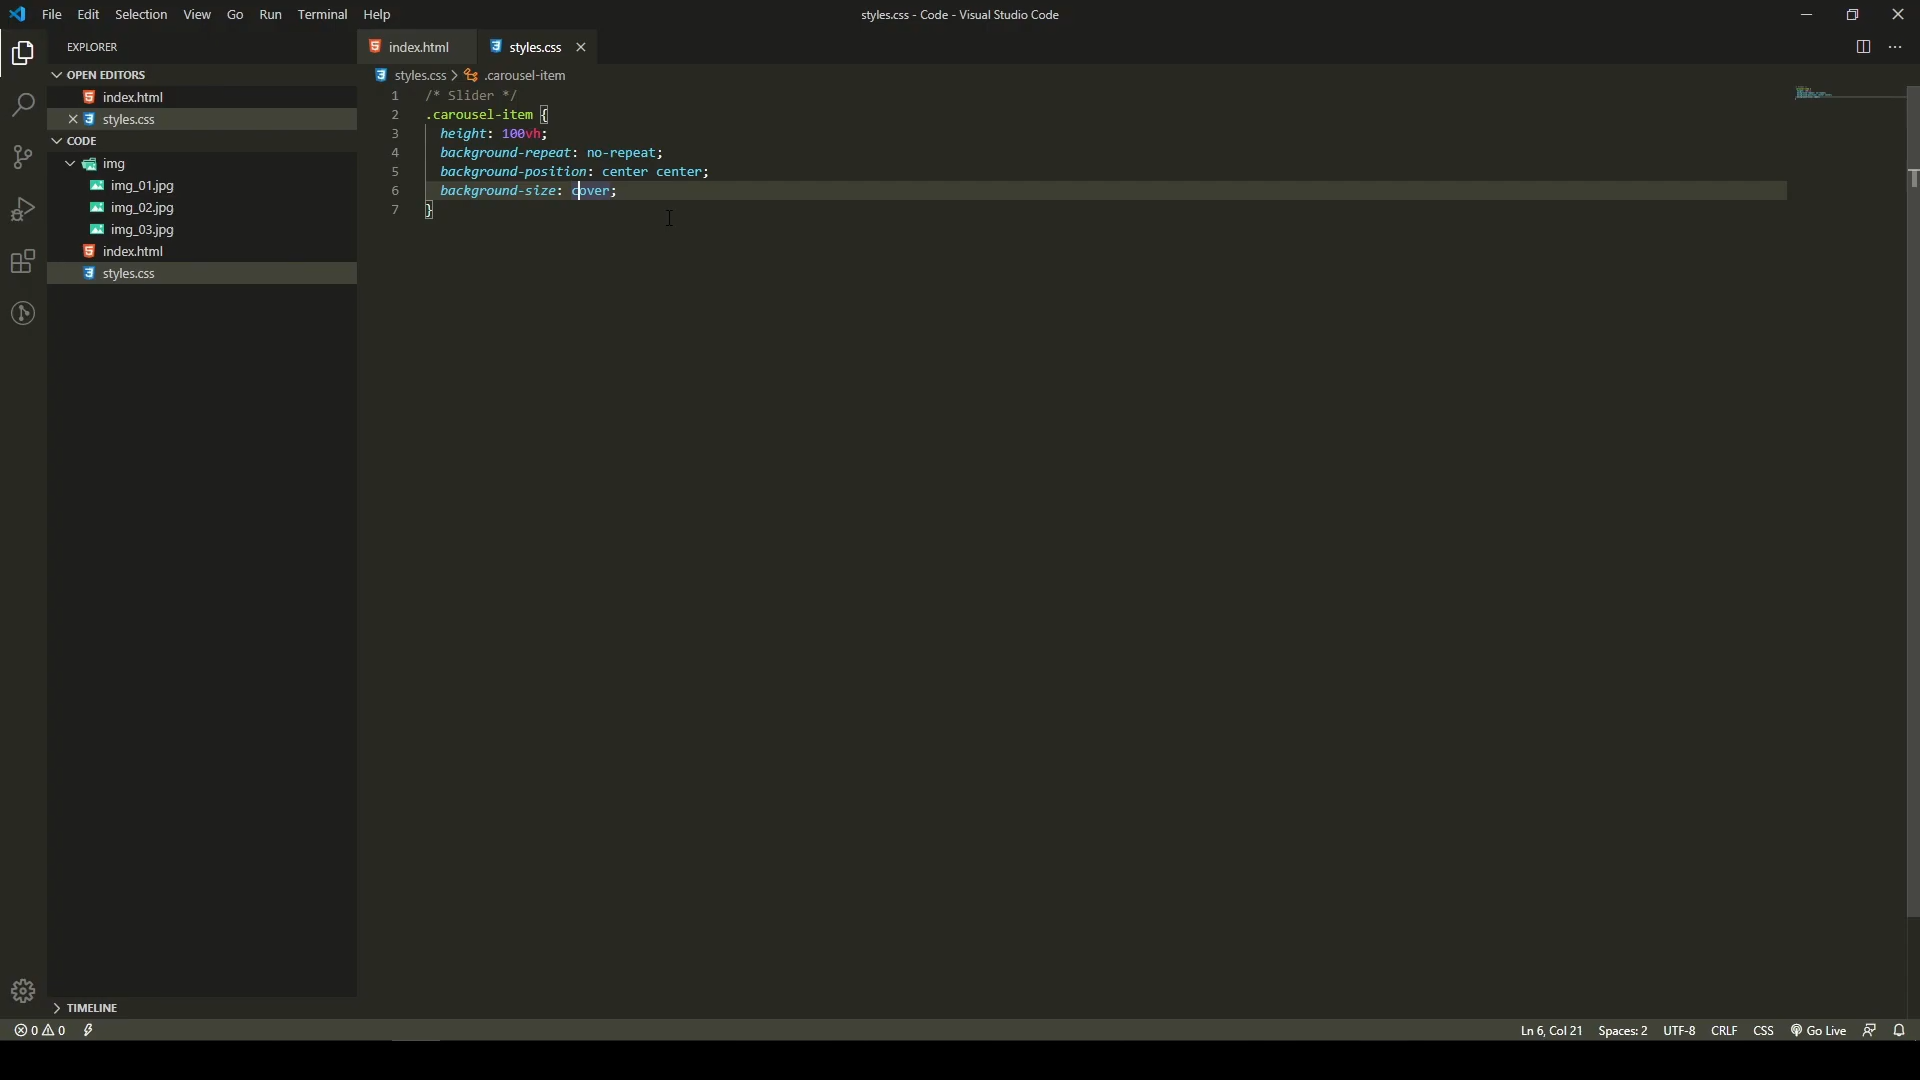 File Edit Selection View Go Run Terminal Help
styles.css - Code - Visual Studio Code
EXPLORER
OPEN EDITORS
index.html
styles.css
CODE
img
img_01.jpg
img_02.jpg
img_03.jpg
index.html
styles.css
TIMELINE
index.html
styles.css
styles.css > .carousel-item
1 /* Slider */
2 .carousel-item {
3 height: 100vh;
4 background-repeat: no-repeat;
5 background-position: center center;
6 background-size: cover;
7 }
0 0
Ln 6, Col 21 Spaces: 2 UTF-8 CRLF CSS Go Live